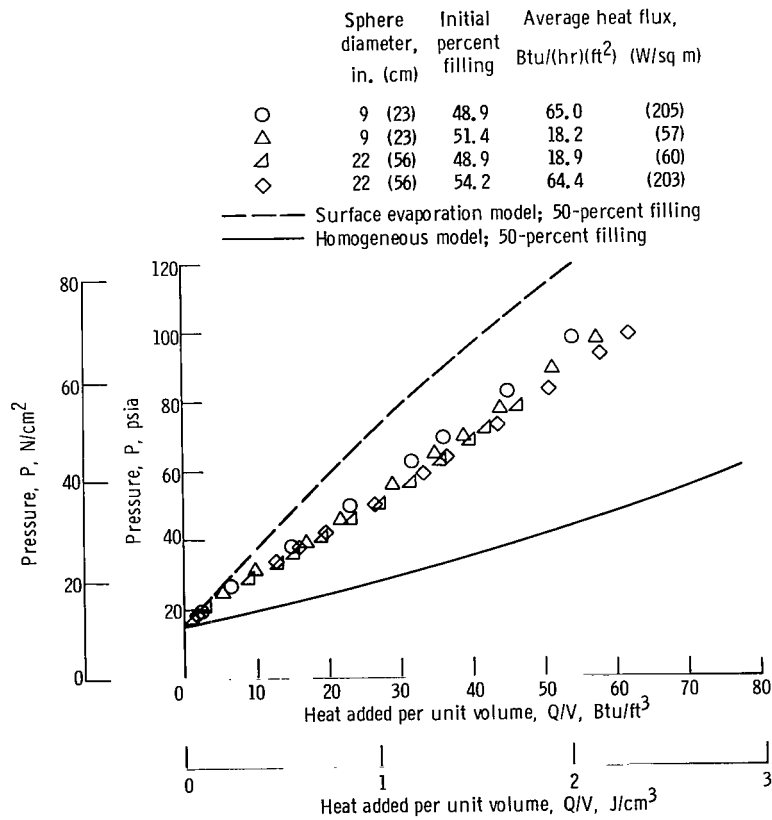 Sphere diameter, in. (cm) Initial percent filling Average heat flux, Btu/(hr)(ft²) (W/sq m)
○ 9 (23) 48.9 65.0 (205)
△ 9 (23) 51.4 18.2 (57)
⊿ 22 (56) 48.9 18.9 (60)
◇ 22 (56) 54.2 64.4 (203)
Surface evaporation model; 50-percent filling
Homogeneous model; 50-percent filling
Pressure, P, N/cm²
80
60
40
20
0
Pressure, P, psia
120
100
80
60
40
20
0 10 20 30 40 50 60 70 80
Heat added per unit volume, Q/V, Btu/ft³
0 1 2 3
Heat added per unit volume, Q/V, J/cm³